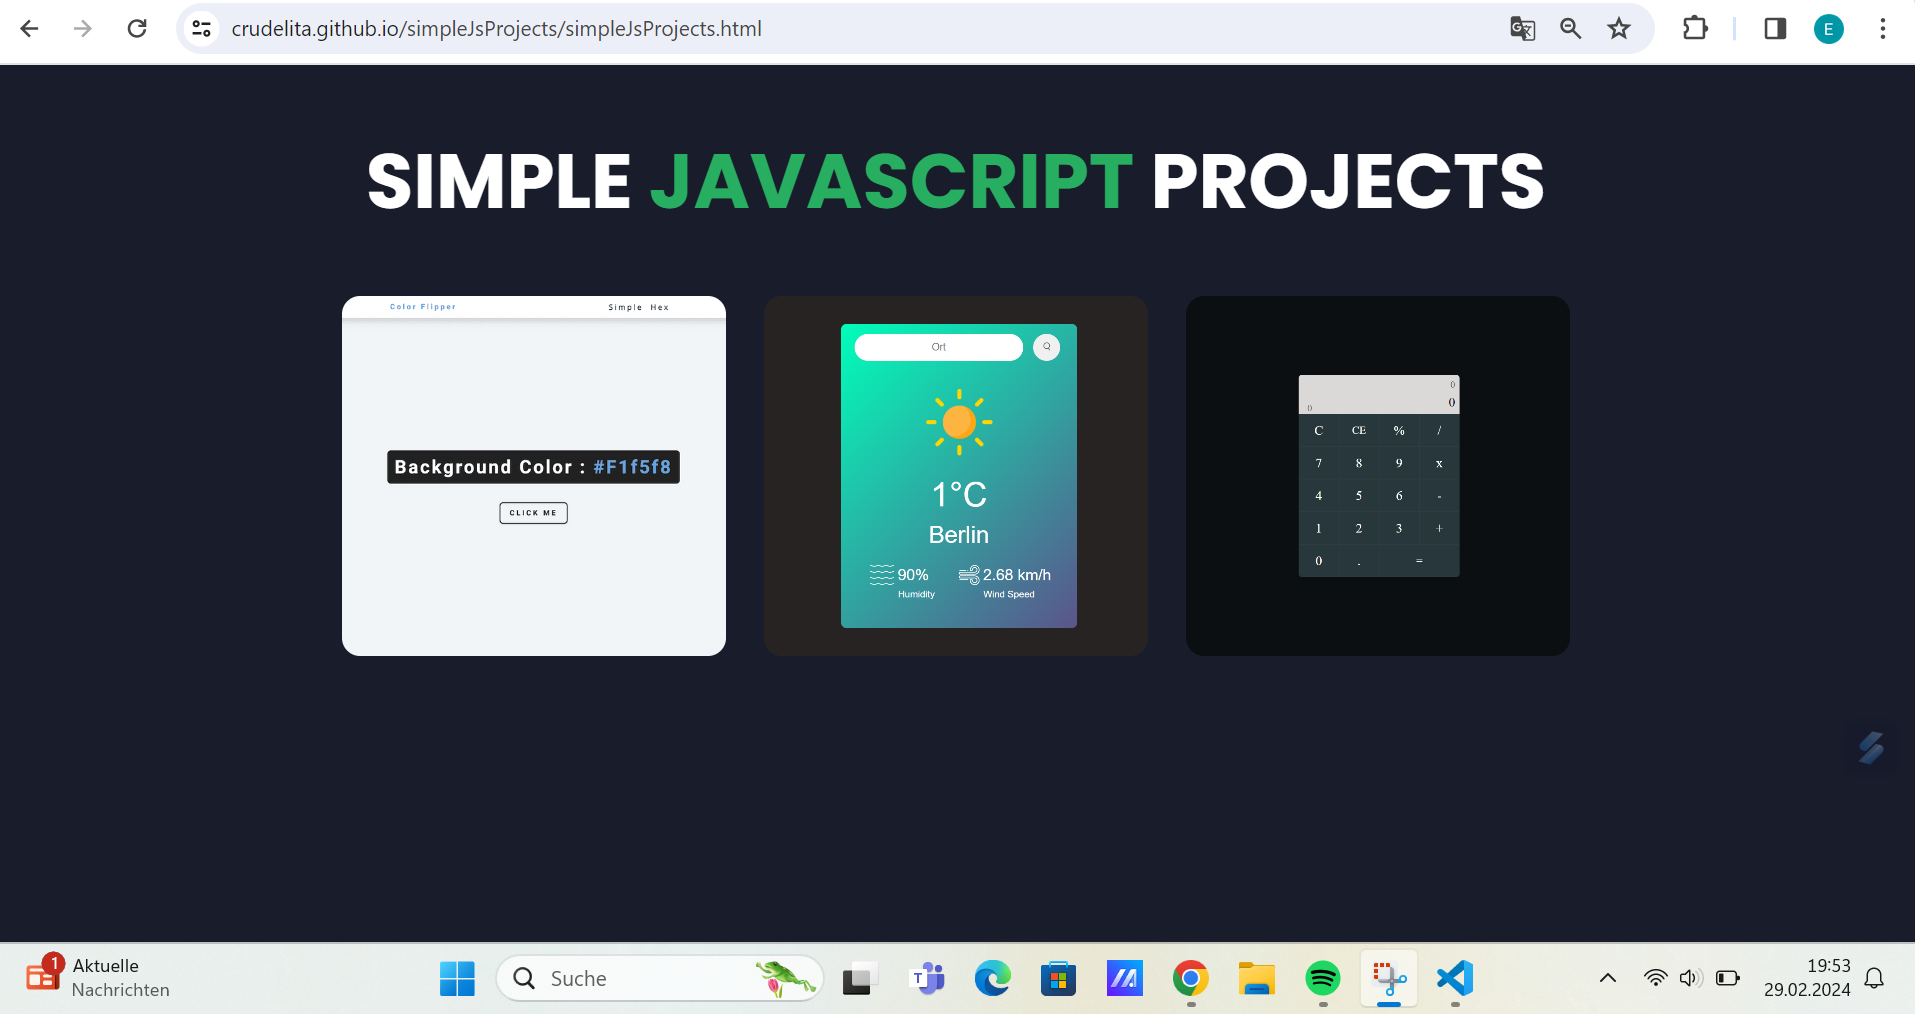 crudelita.github.io/simpleJsProjects/simpleJsProjects.html
E
SIMPLE JAVASCRIPT PROJECTS
Color Flipper
Simple Hex
Background Color : #F1f5f8
CLICK ME
Ort
1°C
Berlin
90%
Humidity
2.68 km/h
Wind Speed
0
0
0
C CE % /
7 8 9 x
4 5 6 -
1 2 3 +
0 . =
1
Aktuelle
Nachrichten
Suche
19:53
29.02.2024